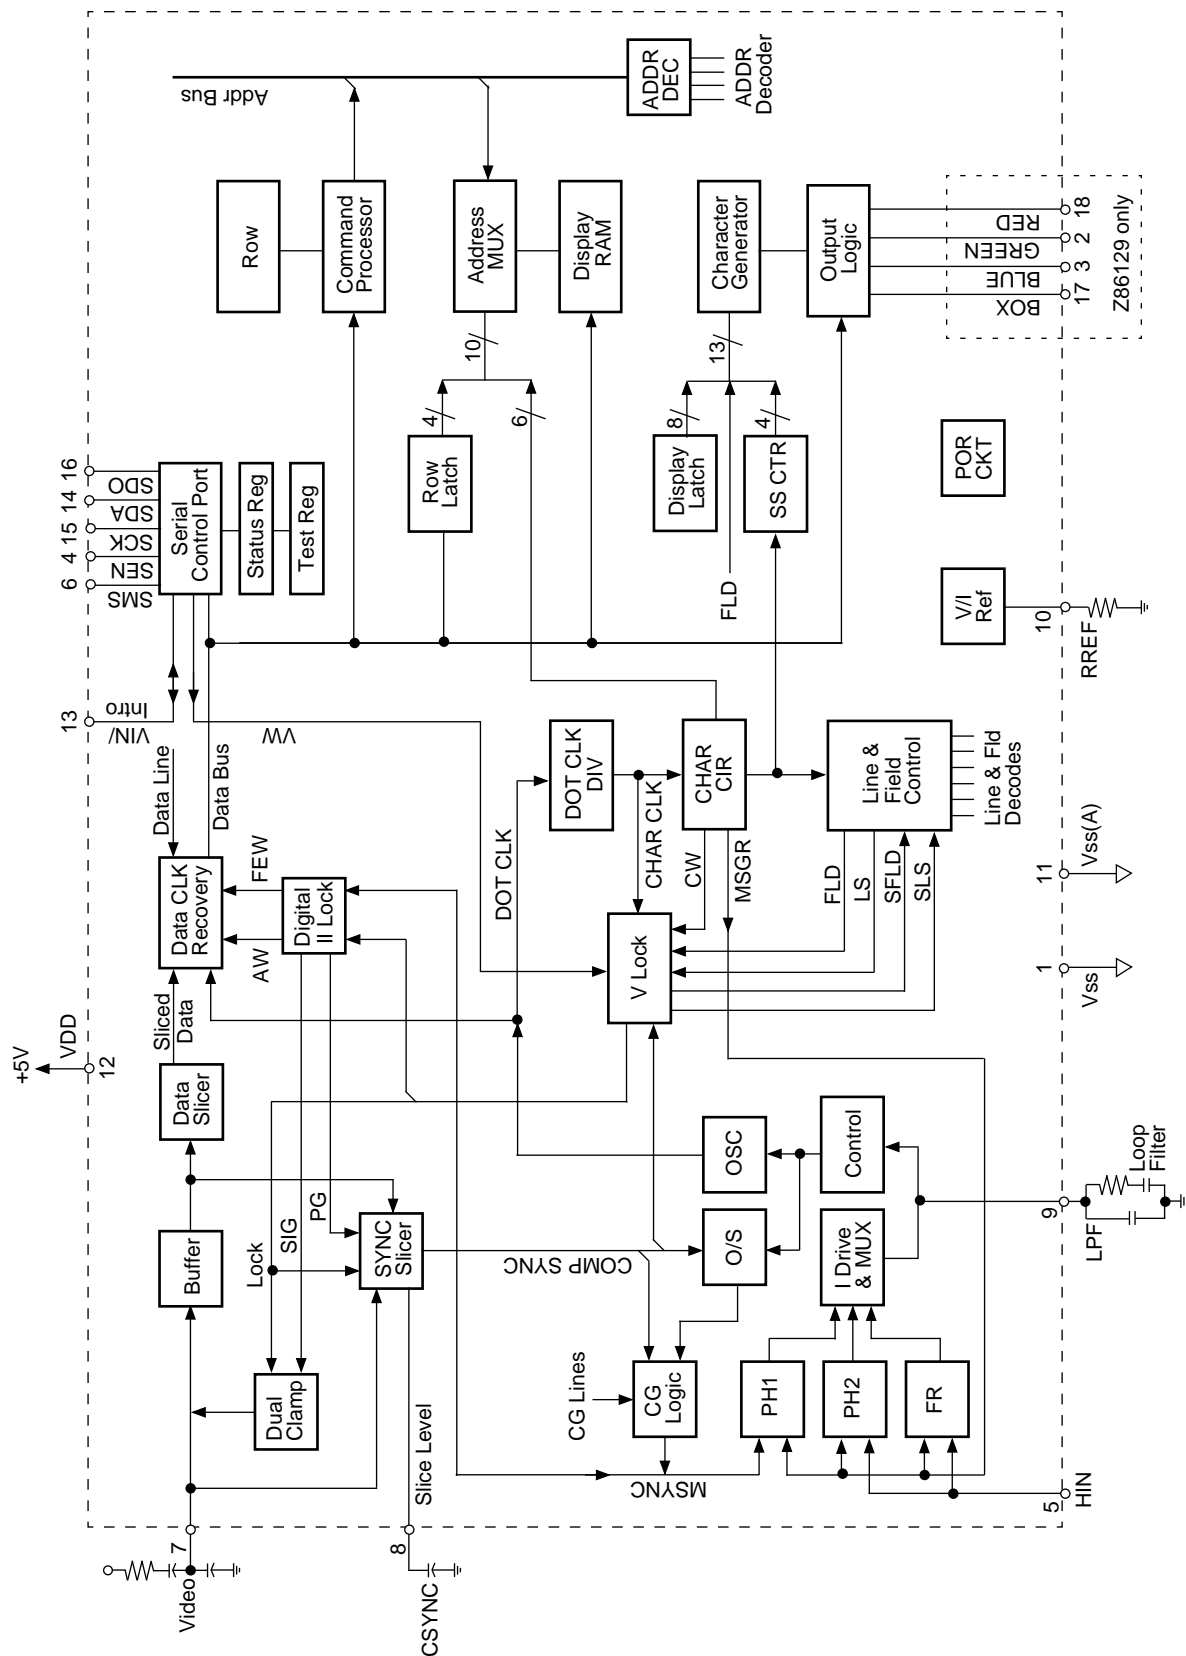 +5V
VDD
12
Video
7
Buffer
Data
Slicer
Sliced
Data
Data CLK
Recovery
Data Line
Data Bus
VIN/
Intro
13
VW
6
4
15
14
16
SMS
SEN
SCK
SDA
SDO
Serial
Control Port
Status Reg
Test Reg
Row
Command
Processor
Addr Bus
Dual
Clamp
Lock
SIG
PG
AW
FEW
Digital
II Lock
CSYNC
8
Slice Level
SYNC
Slicer
COMP SYNC
DOT CLK
Row
Latch
4
6
10
Address
MUX
Display
RAM
ADDR
DEC
ADDR
Decoder
CG Lines
CG
Logic
MSYNC
O/S
OSC
V Lock
DOT CLK
DIV
CHAR CLK
CHAR
CIR
CW
MSGR
FLD
Display
Latch
8
SS CTR
4
13
Character
Generator
Output
Logic
PH1
PH2
FR
I Drive
& MUX
Control
FLD
LS
SFLD
SLS
Line &
Field
Control
Line & Fld
Decodes
V/I
Ref
POR
CKT
BOX
BLUE
GREEN
RED
17
3
2
18
Z86129 only
5
HIN
9
LPF
Loop
Filter
1
Vss
11
Vss(A)
10
RREF